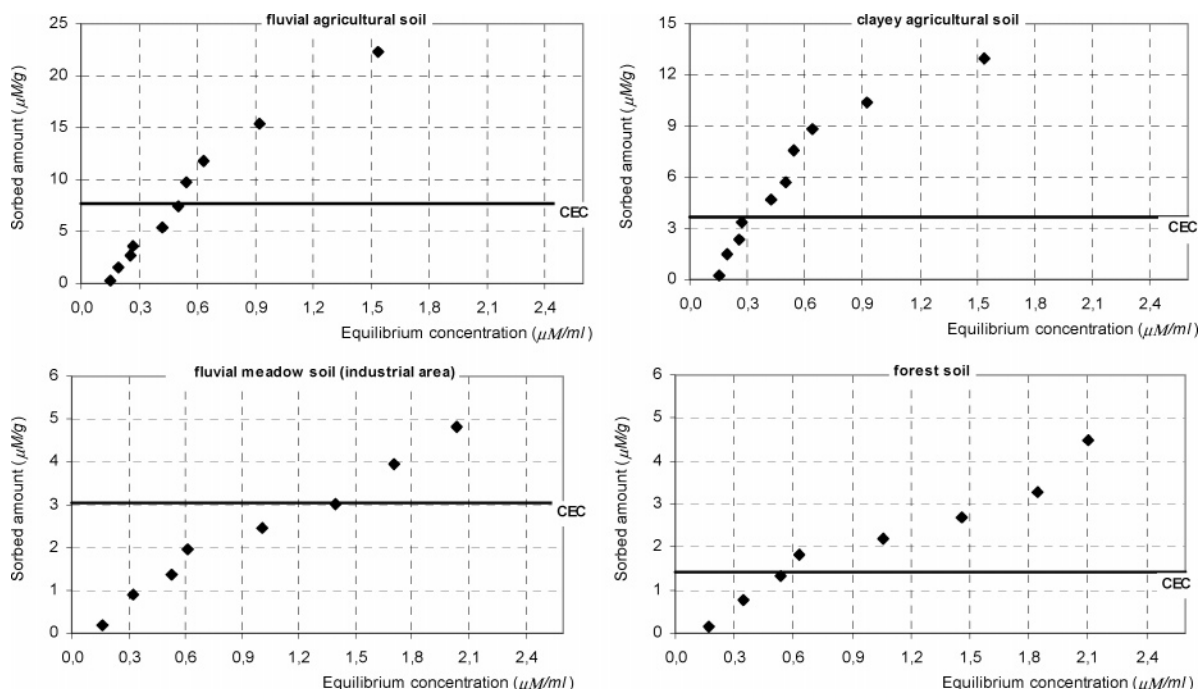 fluvial agricultural soil
25
20
15
10
5
0
Sorbed amount (µM/g)
CEC
0,0 0,3 0,6 0,9 1,2 1,5 1,8 2,1 2,4
Equilibrium concentration (µM/ml)
clayey agricultural soil
15
12
9
6
3
0
Sorbed amount (µM/g)
CEC
0,0 0,3 0,6 0,9 1,2 1,5 1,8 2,1 2,4
Equilibrium concentration (µM/ml)
fluvial meadow soil (industrial area)
6
5
4
3
2
1
0
Sorbed amount (µM/g)
CEC
0,0 0,3 0,6 0,9 1,2 1,5 1,8 2,1 2,4
Equilibrium concentration (µM/ml)
forest soil
6
5
4
3
2
1
0
Sorbed amount (µM/g)
CEC
0,0 0,3 0,6 0,9 1,2 1,5 1,8 2,1 2,4
Equilibrium concentration (µM/ml)